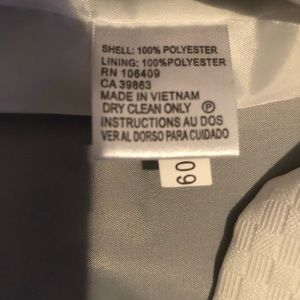 SHELL: 100% POLYESTER
LINING: 100%POLYESTER
RN 106409
CA 39863
MADE IN VIETNAM
DRY CLEAN ONLY Ⓟ
INSTRUCTIONS AU DOS
VER AL DORSO PARA CUIDADO
60